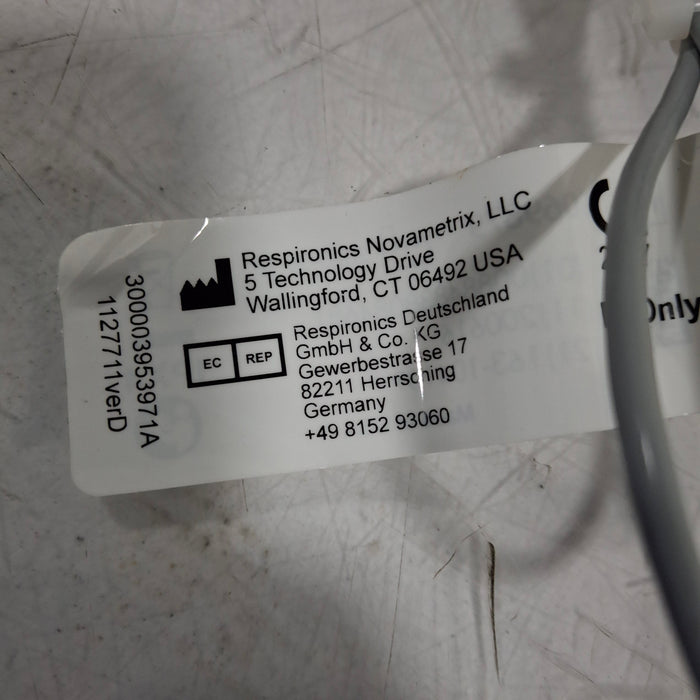 Respironics Novametrix, LLC
5 Technology Drive
Wallingford, CT 06492 USA
EC REP
Respironics Deutschland
GmbH & Co. KG
Gewerbestrasse 17
82211 Herrsching
Germany
+49 8152 93060
300003953971A
1127711verD
Only